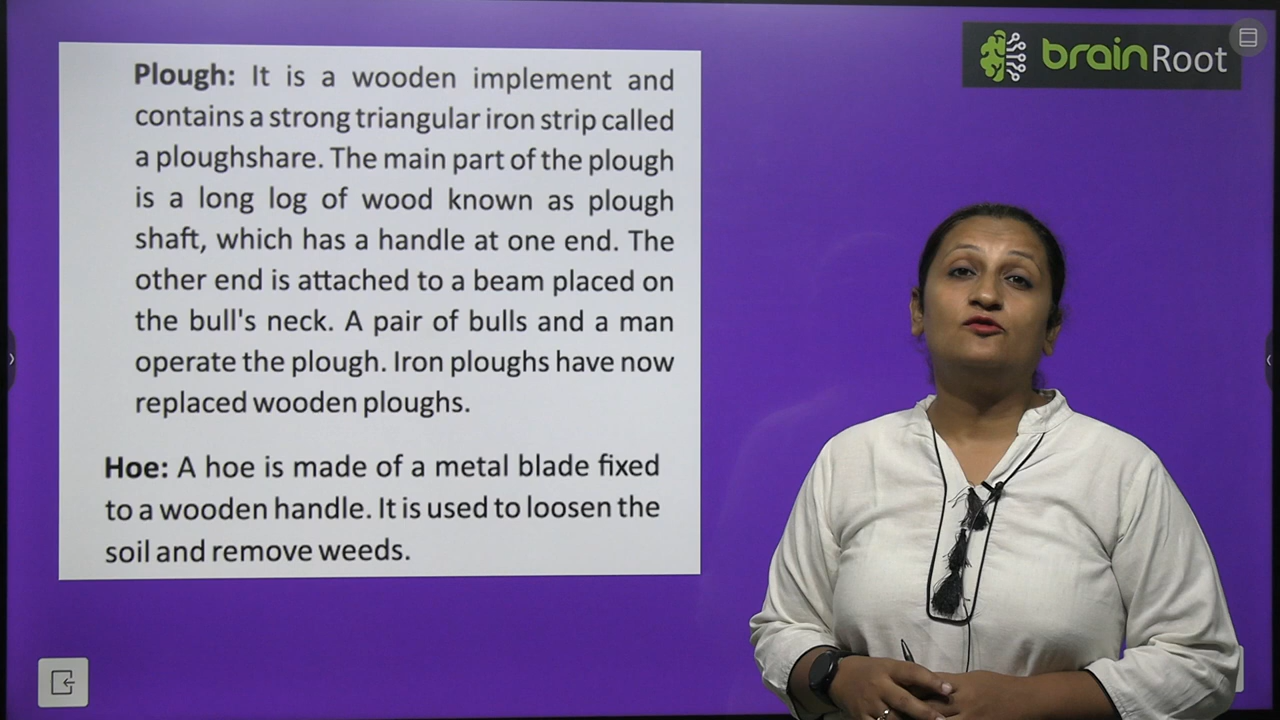 brainRoot
Plough: It is a wooden implement and
contains a strong triangular iron strip called
a ploughshare. The main part of the plough
is a long log of wood known as plough
shaft, which has a handle at one end. The
other end is attached to a beam placed on
the bull's neck. A pair of bulls and a man
operate the plough. Iron ploughs have now
replaced wooden ploughs.
Hoe: A hoe is made of a metal blade fixed
to a wooden handle. It is used to loosen the
soil and remove weeds.